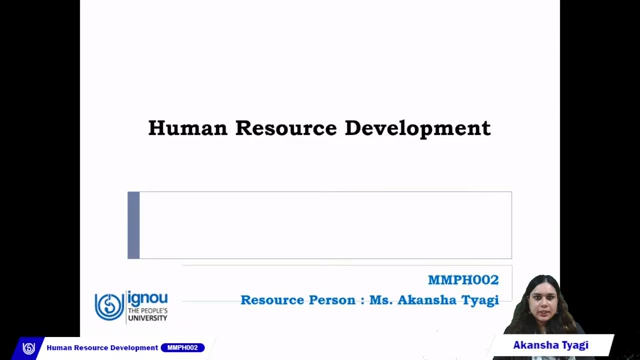 Human Resource Development
MMPH002
Resource Person : Ms. Akansha Tyagi
ignou
THE PEOPLE'S
UNIVERSITY
Human Resource Development MMPH002
Akansha Tyagi